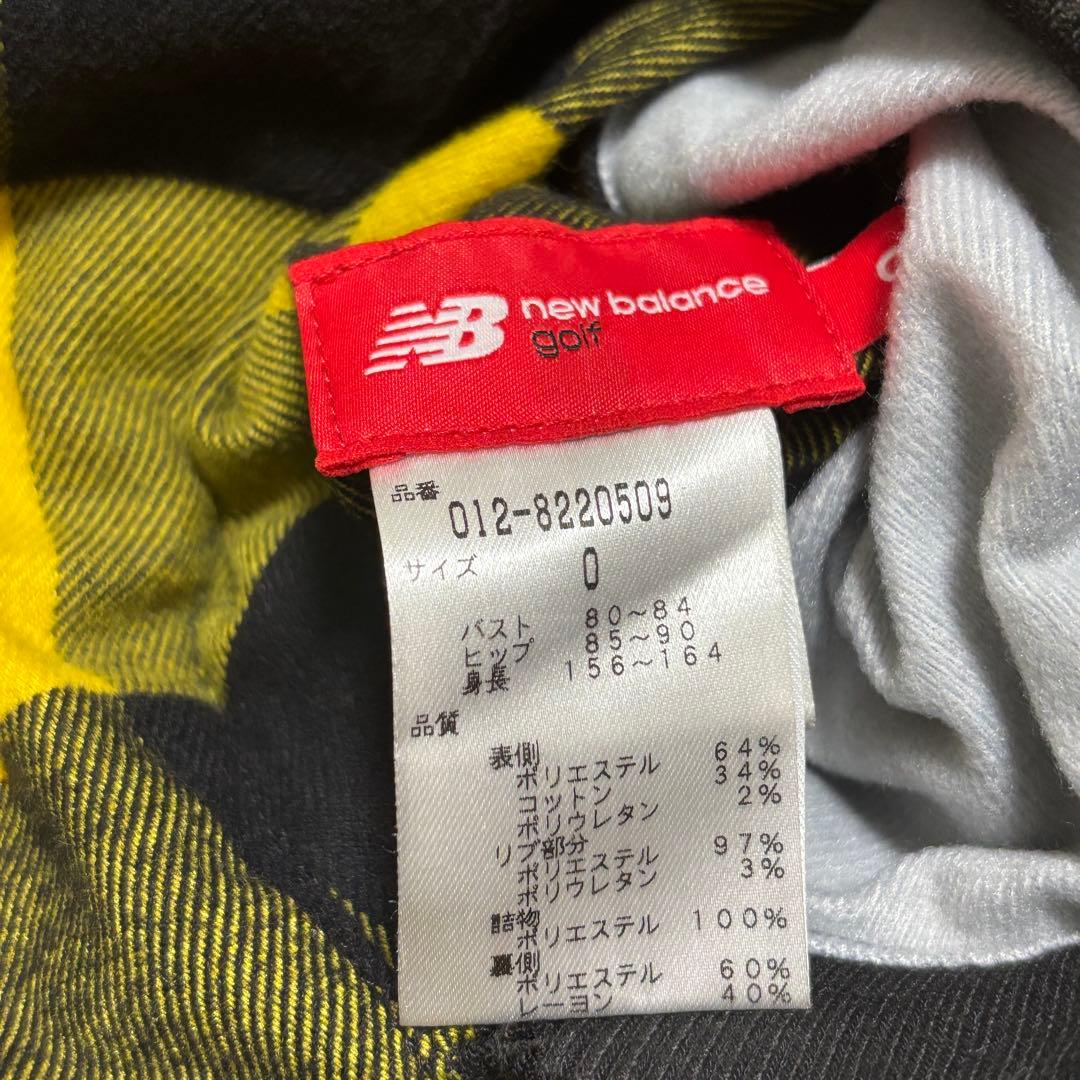 NB new balance
golf
品番
012-8220509
サイズ 0
バスト 80～84
ヒップ 85～90
身長 156～164
品質
表側
ポリエステル 64%
コットン 34%
ポリウレタン 2%
リブ部分
ポリエステル 97%
ポリウレタン 3%
詰物
ポリエステル 100%
裏側
ポリエステル 60%
レーヨン 40%